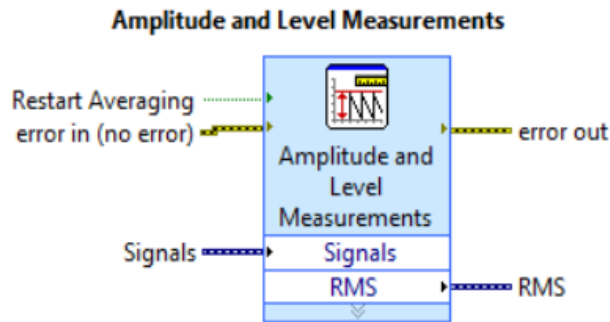 Amplitude and Level Measurements
Restart Averaging
error in (no error)
error out
Amplitude and
Level
Measurements
Signals
Signals
RMS
RMS